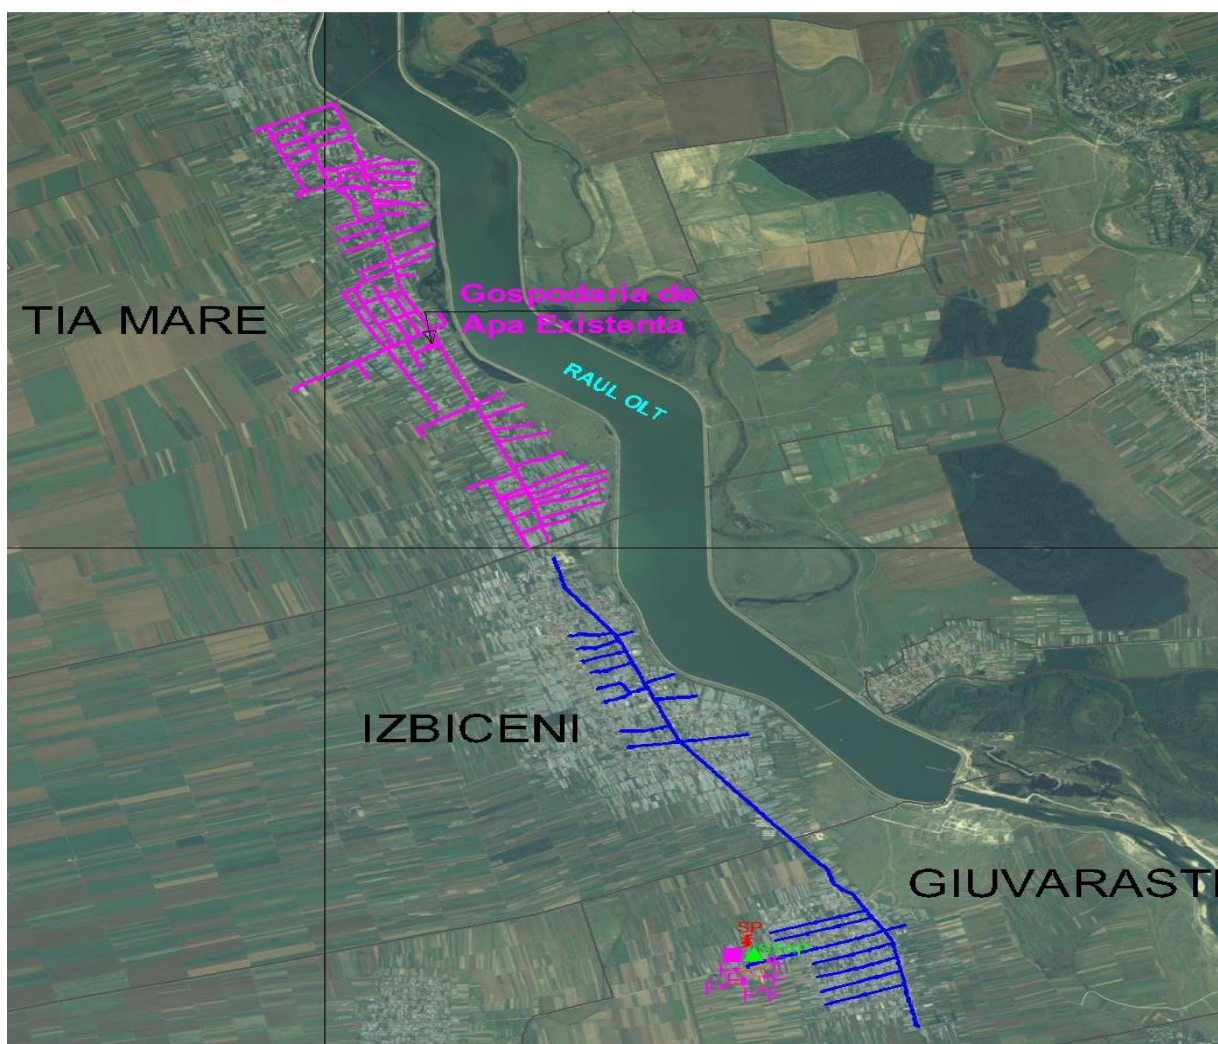 TIA MARE
Gospodaria de
Apa Existenta
RAUL OLT
IZBICENI
GIUVARASTI
SP